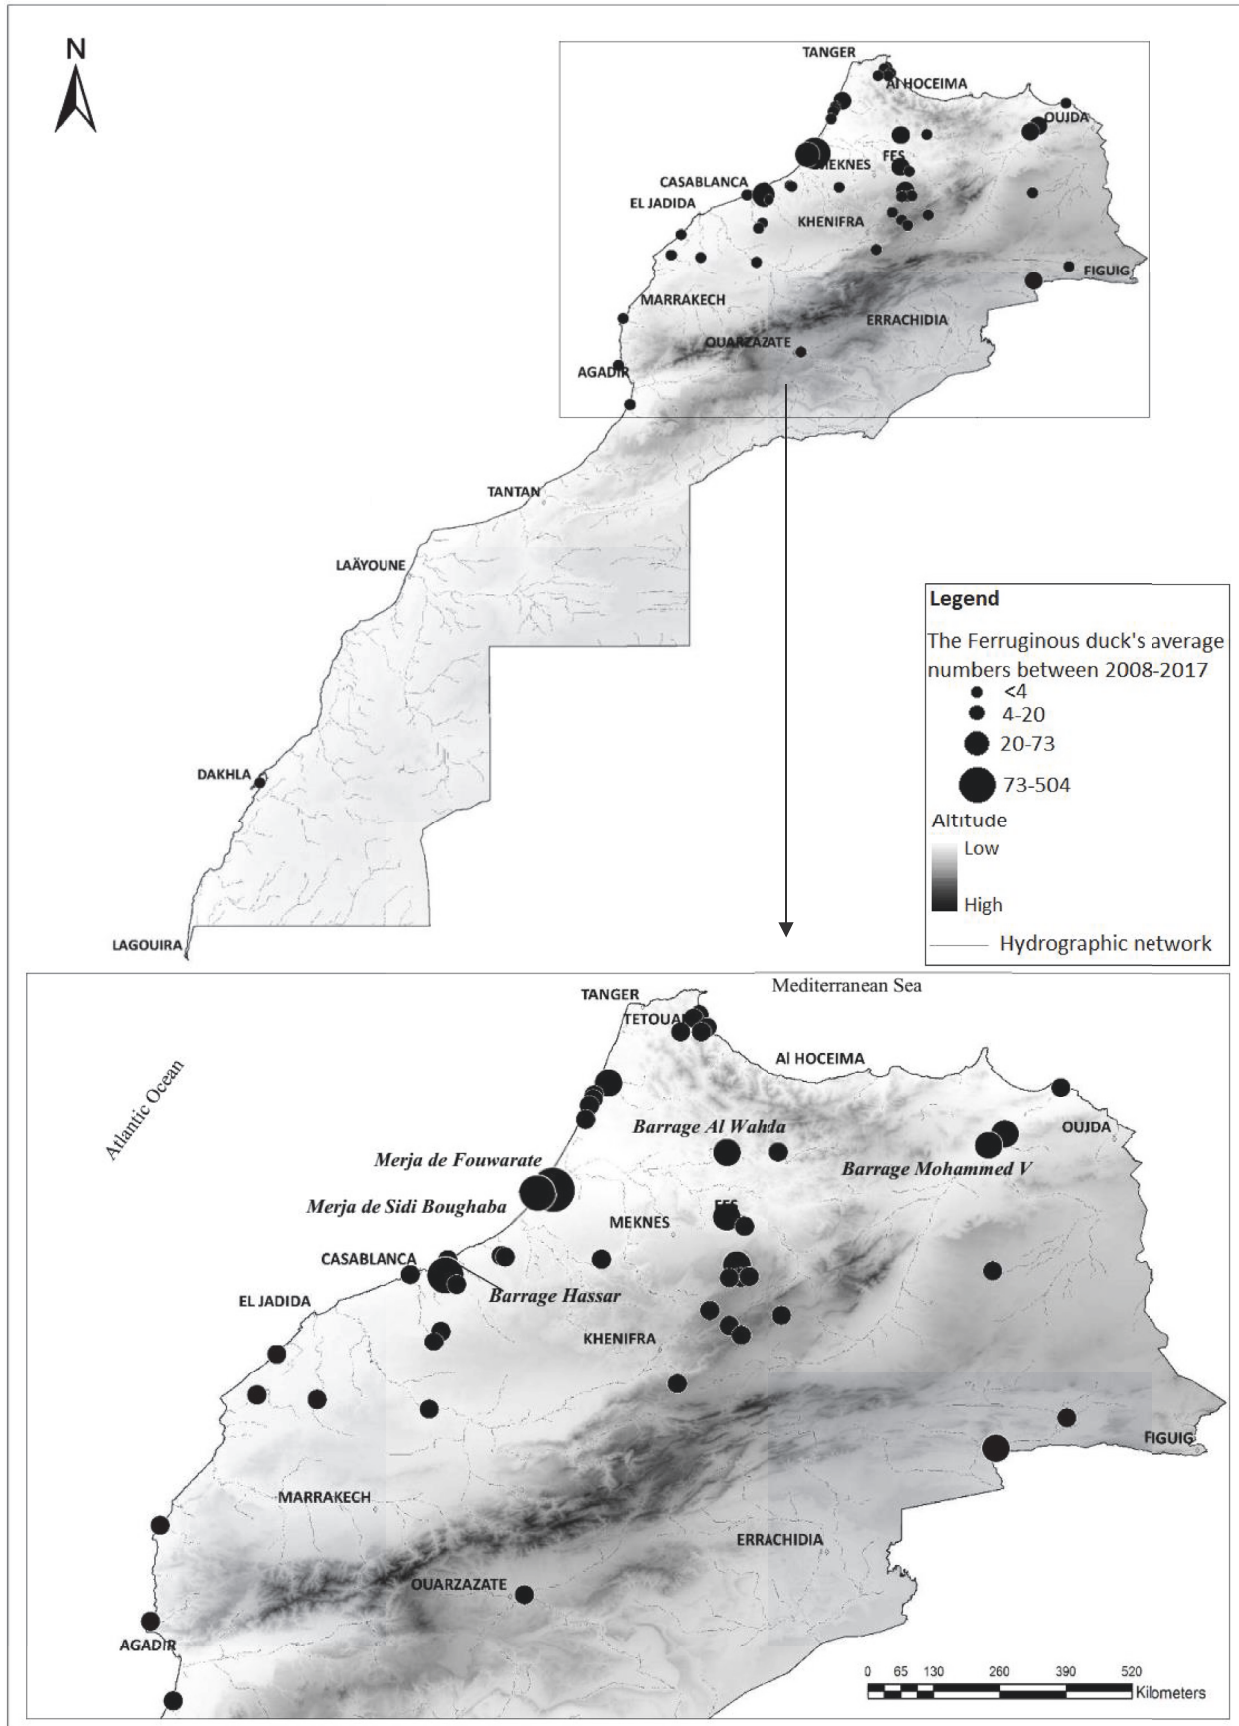 N
TANGER
Al HOCEIMA
OUJDA
FES
MEKNES
CASABLANCA
EL JADIDA
KHENIFRA
FIGUIG
MARRAKECH
ERRACHIDIA
OUARZAZATE
AGADIR
TANTAN
LAÄYOUNE
DAKHLA
LAGOUIRA
Legend
The Ferruginous duck's average
numbers between 2008-2017
<4
4-20
20-73
73-504
Altitude
Low
High
Hydrographic network
Mediterranean Sea
TANGER
TETOUAN
Al HOCEIMA
Atlantic Ocean
OUJDA
Barrage Al Wahda
Merja de Fouwarate
Barrage Mohammed V
Merja de Sidi Boughaba
FES
MEKNES
CASABLANCA
Barrage Hassar
EL JADIDA
KHENIFRA
FIGUIG
MARRAKECH
ERRACHIDIA
OUARZAZATE
AGADIR
0 65 130 260 390 520
Kilometers